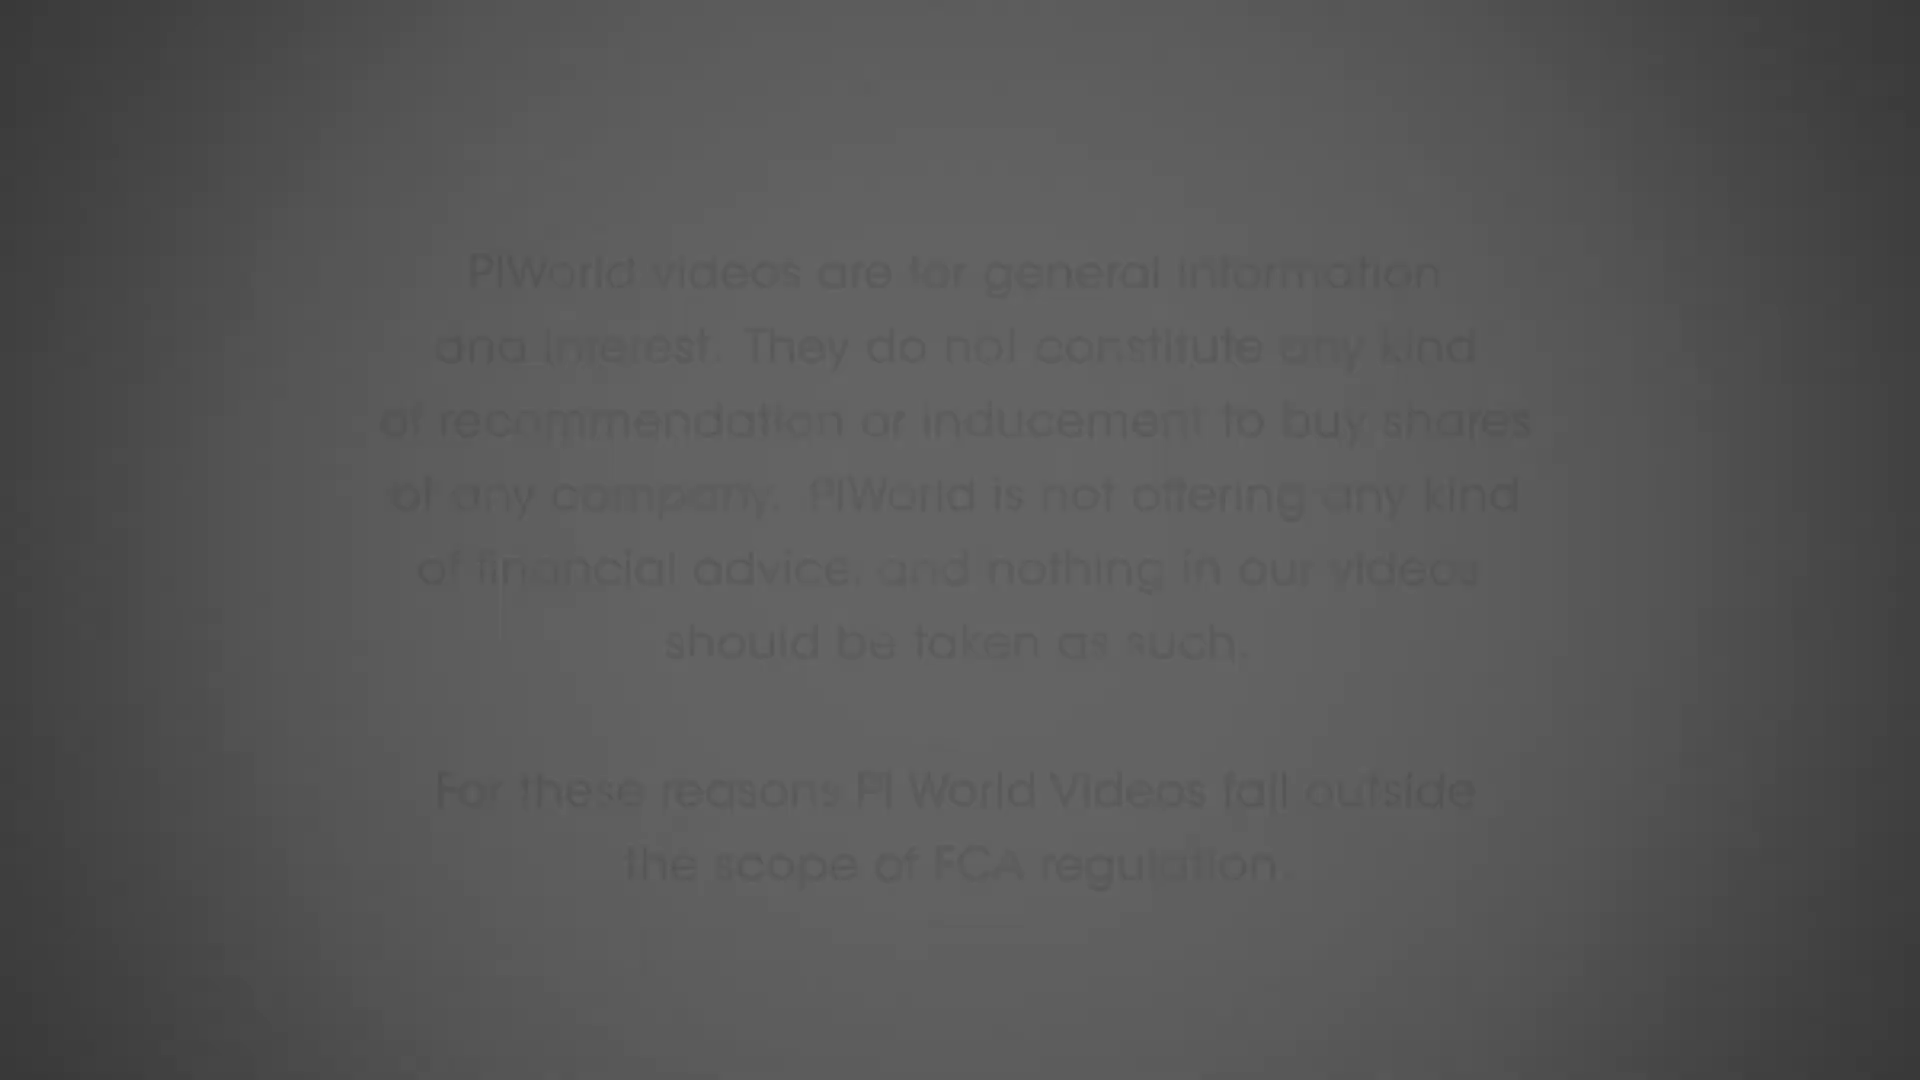 PIWorld videos are for general information
and interest. They do not constitute any kind
of recommendation or inducement to buy shares
of any company. PIWorld is not offering any kind
of financial advice, and nothing in our videos
should be taken as such.
For these reasons PI World Videos fall outside
the scope of FCA regulation.